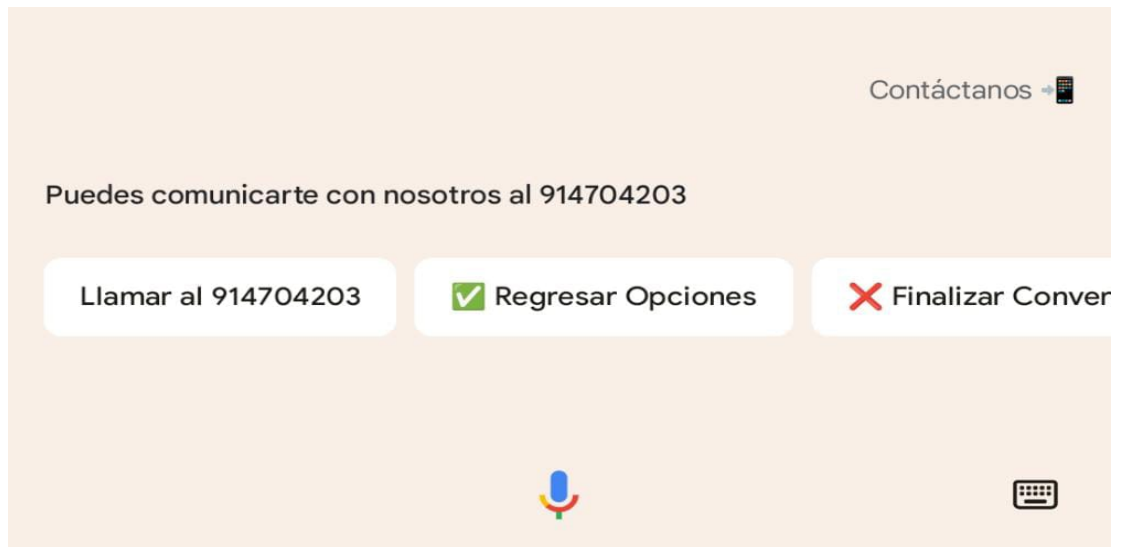 Contáctanos 📲
Puedes comunicarte con nosotros al 914704203
Llamar al 914704203
✅ Regresar Opciones
❌ Finalizar Conver